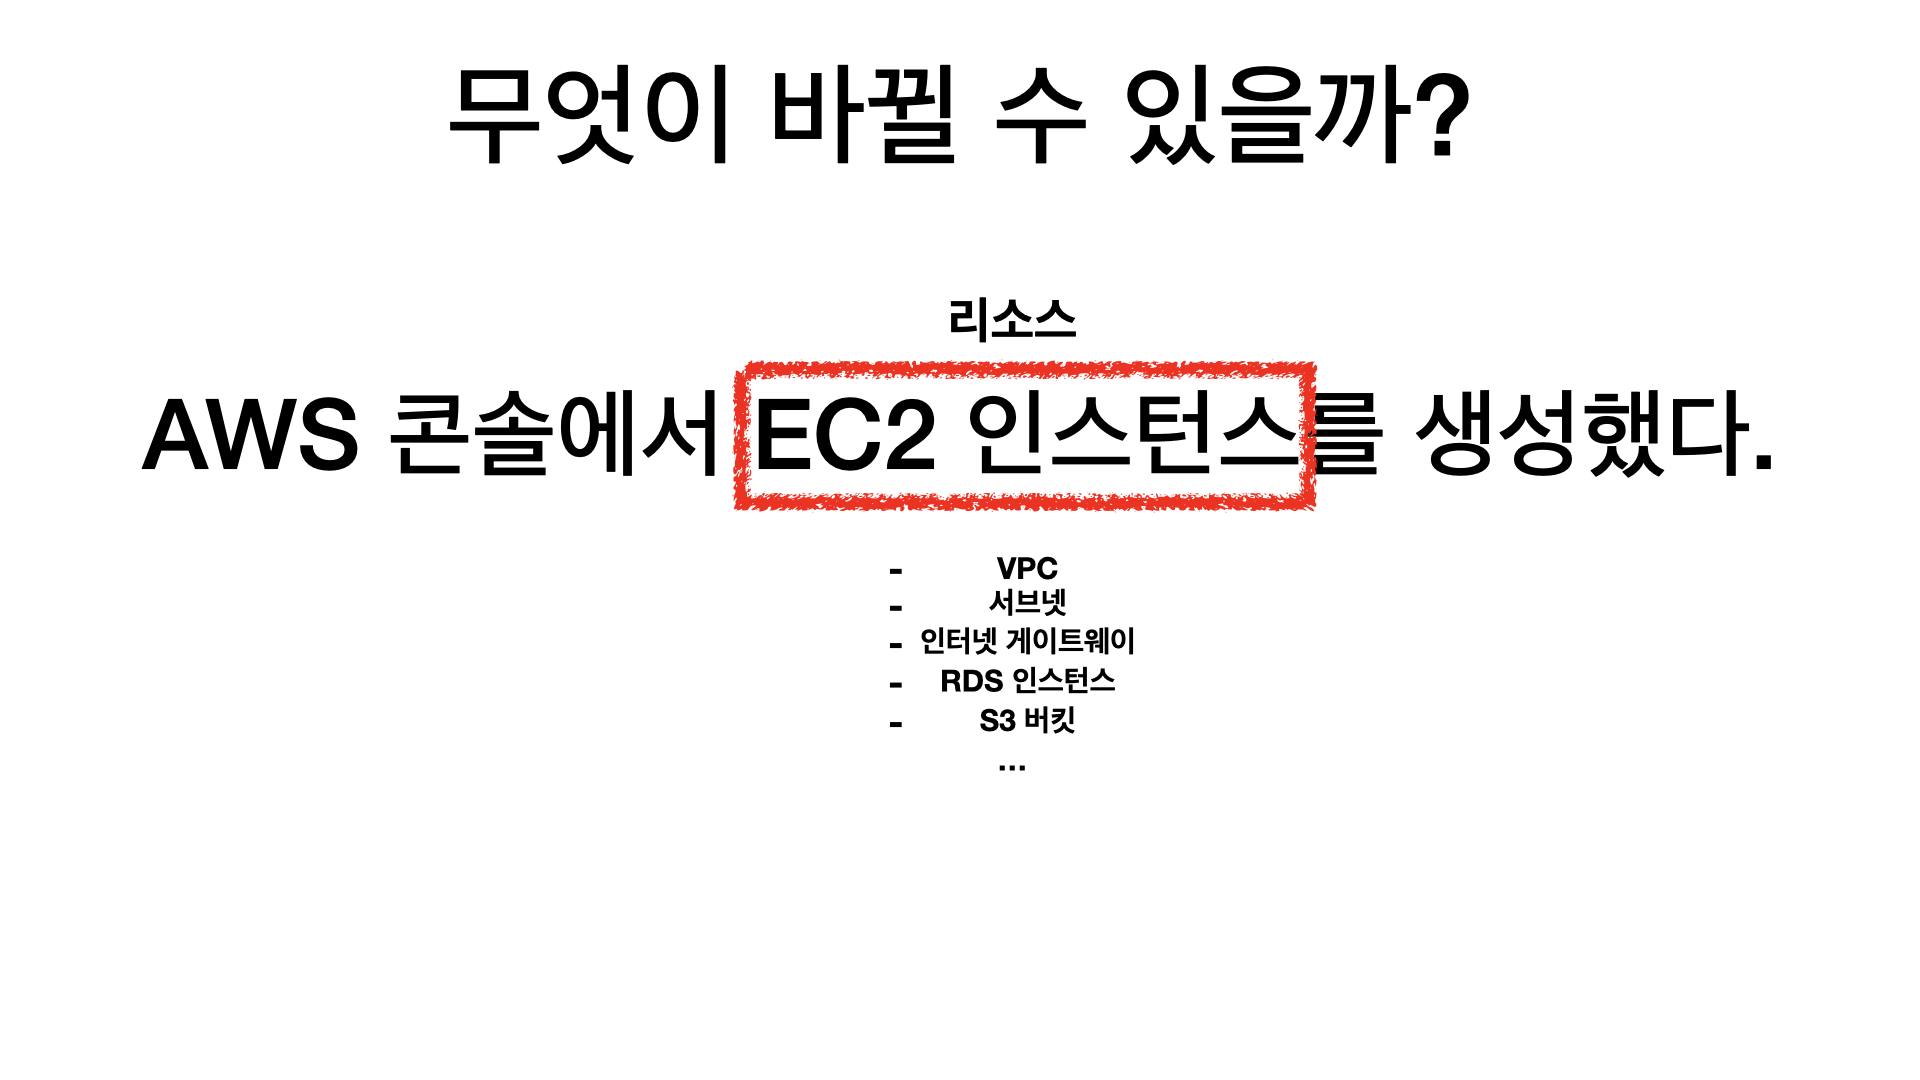 무엇이 바뀔 수 있을까?
리소스
AWS 콘솔에서 EC2 인스턴스를 생성했다.
- VPC
- 서브넷
- 인터넷 게이트웨이
- RDS 인스턴스
- S3 버킷
...